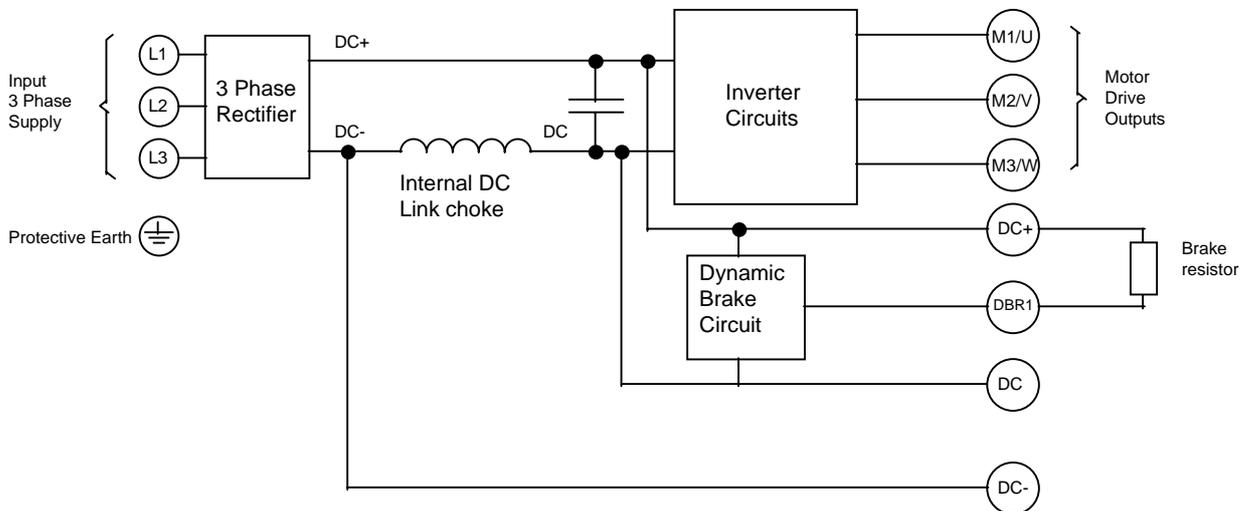 Input
3 Phase
Supply
L1
L2
L3
3 Phase
Rectifier
DC+
DC-
DC
Internal DC
Link choke
Inverter
Circuits
M1/U
M2/V
M3/W
Motor
Drive
Outputs
Protective Earth
Dynamic
Brake
Circuit
DC+
DBR1
DC
DC-
Brake
resistor